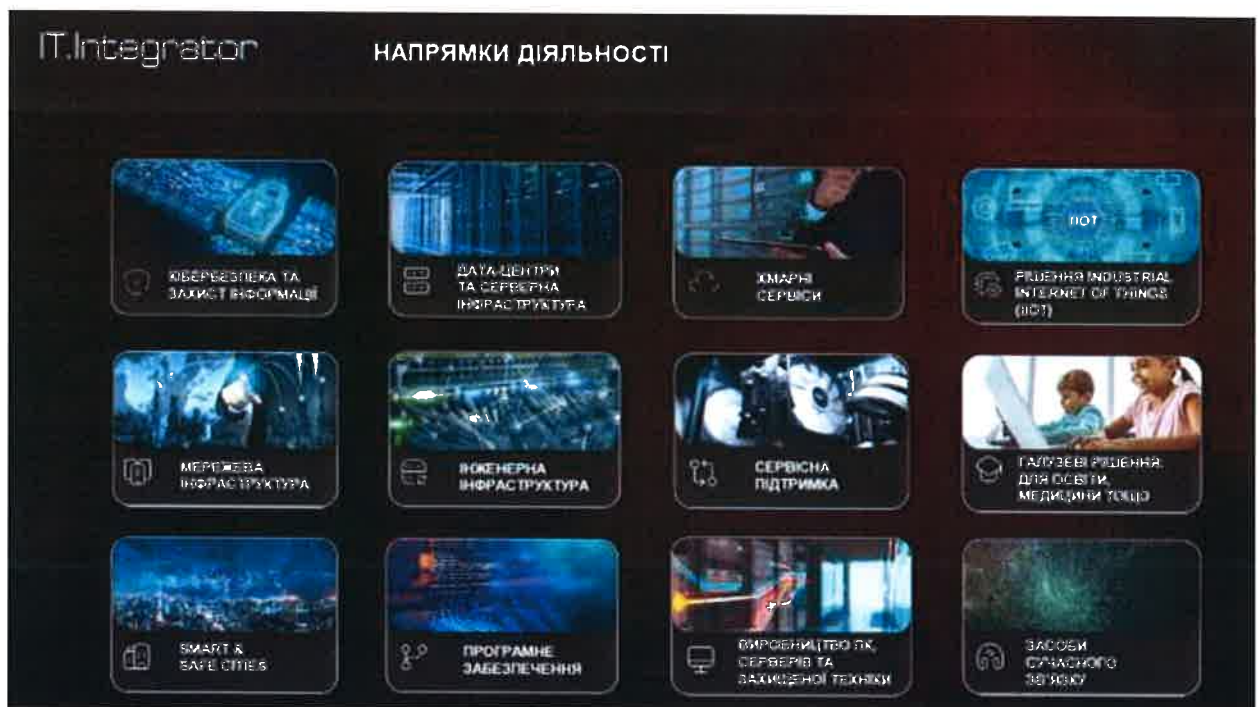 IT.Integrator
НАПРЯМКИ ДІЯЛЬНОСТІ
КІБЕРБЕЗПЕКА ТА
ЗАХИСТ ІНФОРМАЦІЇ
ДАТА-ЦЕНТРИ
ТА СЕРВЕРНА
ІНФРАСТРУКТУРА
ХМАРНІ
СЕРВІСИ
IIOT
РІШЕННЯ INDUSTRIAL
INTERNET OF THINGS
(IIOT)
МЕРЕЖЕВА
ІНФРАСТРУКТУРА
ІНЖЕНЕРНА
ІНФРАСТРУКТУРА
СЕРВІСНА
ПІДТРИМКА
ГАЛУЗЕВІ РІШЕННЯ
ДЛЯ ОСВІТИ,
МЕДИЦИНИ ТОЩО
SMART &
SAFE CITIES
ПРОГРАМНЕ
ЗАБЕЗПЕЧЕННЯ
ВИРОБНИЦТВО ПК,
СЕРВЕРІВ ТА
ЗАХИЩЕНОЇ ТЕХНІКИ
ЗАСОБИ
СУЧАСНОГО
ЗВ'ЯЗКУ